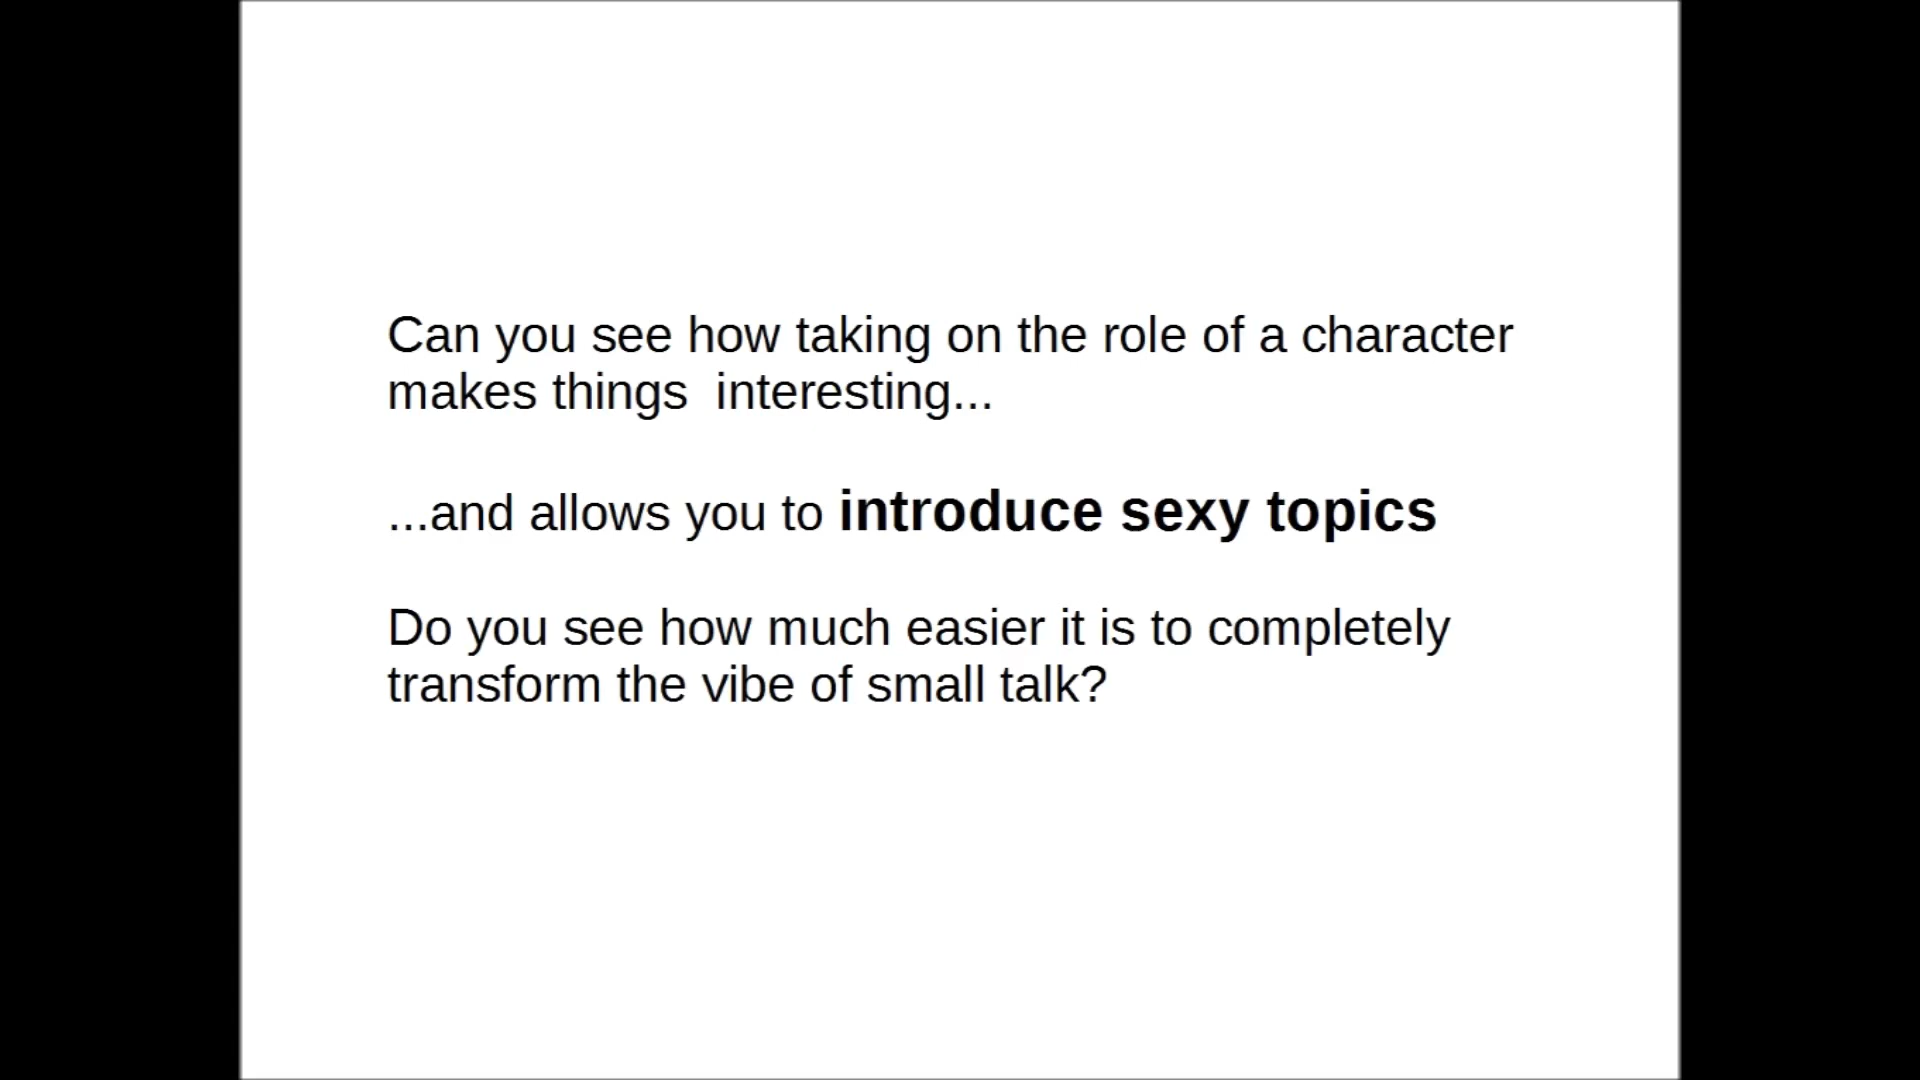 Can you see how taking on the role of a character
makes things  interesting...
...and allows you to introduce sexy topics
Do you see how much easier it is to completely
transform the vibe of small talk?